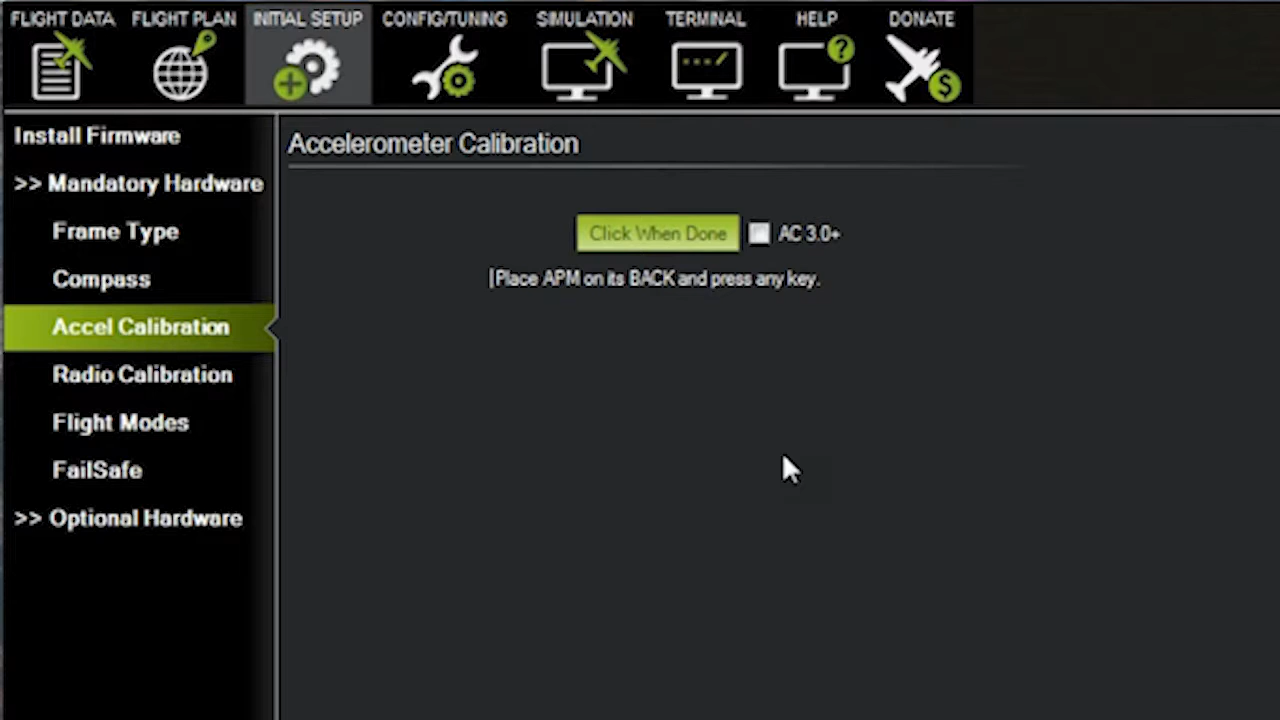 FLIGHT DATA FLIGHT PLAN INITIAL SETUP CONFIG/TUNING SIMULATION TERMINAL HELP DONATE
Install Firmware
>> Mandatory Hardware
Frame Type
Compass
Accel Calibration
Radio Calibration
Flight Modes
FailSafe
>> Optional Hardware
Accelerometer Calibration
Click When Done AC 3.0+
Place APM on its BACK and press any key.